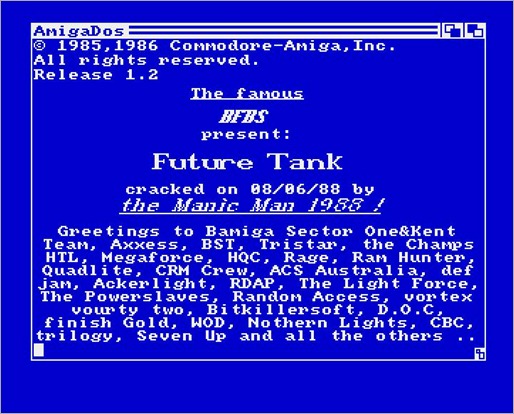 AmigaDos
© 1985,1986 Commodore-Amiga,Inc.
All rights reserved.
Release 1.2
The famous
BFBS
present:
Future Tank
cracked on 08/06/88 by
the Manic Man 1988 !
Greetings to Bamiga Sector One&Kent
Team, Axxess, BST, Tristar, the Champs
HTL, Megaforce, HQC, Rage, Ram Hunter,
Quadlite, CRM Crew, ACS Australia, def
jam, Ackerlight, RDAP, The Light Force,
The Powerslaves, Random Access, vortex
vourty two, Bitkillersoft, D.O.C,
finish Gold, WOD, Nothern Lights, CBC,
trilogy, Seven Up and all the others ..